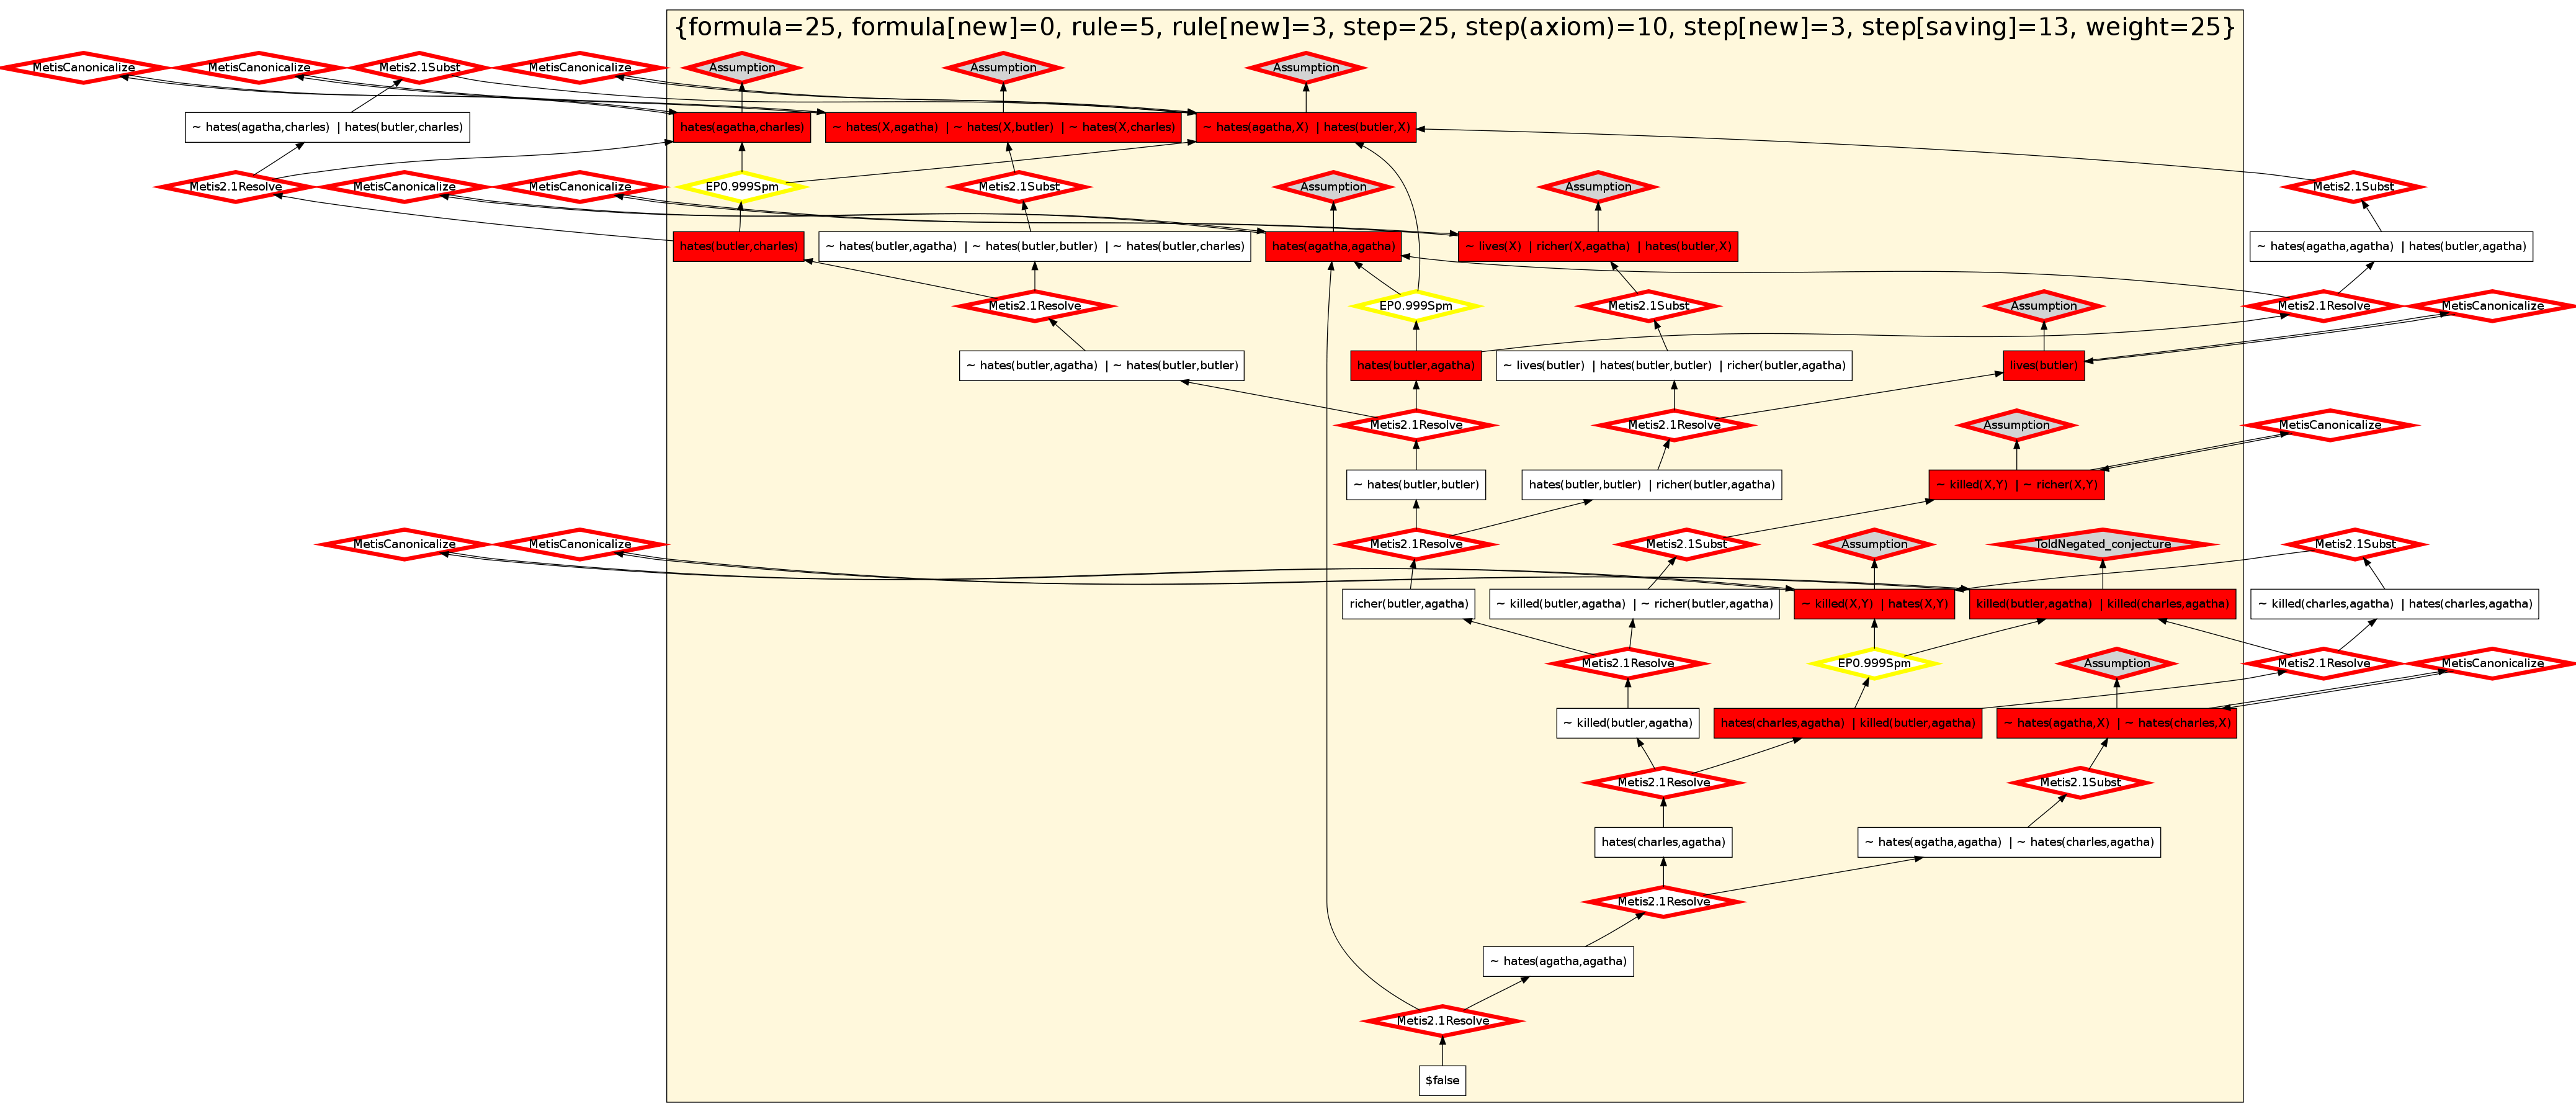 {formula=25, formula[new]=0, rule=5, rule[new]=3, step=25, step(axiom)=10, step[new]=3, step[saving]=13, weight=25}
MetisCanonicalize
MetisCanonicalize
Metis2.1Subst
MetisCanonicalize
Assumption
Assumption
Assumption
~ hates(agatha,charles) | hates(butler,charles)
hates(agatha,charles)
~ hates(X,agatha) | ~ hates(X,butler) | ~ hates(X,charles)
~ hates(agatha,X) | hates(butler,X)
Metis2.1Resolve
MetisCanonicalize
MetisCanonicalize
EP0.999Spm
Metis2.1Subst
Assumption
Assumption
Metis2.1Subst
hates(butler,charles)
~ hates(butler,agatha) | ~ hates(butler,butler) | ~ hates(butler,charles)
hates(agatha,agatha)
~ lives(X) | richer(X,agatha) | hates(butler,X)
~ hates(agatha,agatha) | hates(butler,agatha)
Metis2.1Resolve
EP0.999Spm
Metis2.1Subst
Assumption
Metis2.1Resolve
MetisCanonicalize
~ hates(butler,agatha) | ~ hates(butler,butler)
hates(butler,agatha)
~ lives(butler) | hates(butler,butler) | richer(butler,agatha)
lives(butler)
Metis2.1Resolve
Metis2.1Resolve
Assumption
MetisCanonicalize
~ hates(butler,butler)
hates(butler,butler) | richer(butler,agatha)
~ killed(X,Y) | ~ richer(X,Y)
MetisCanonicalize
MetisCanonicalize
Metis2.1Resolve
Metis2.1Subst
Assumption
ToldNegated_conjecture
Metis2.1Subst
richer(butler,agatha)
~ killed(butler,agatha) | ~ richer(butler,agatha)
~ killed(X,Y) | hates(X,Y)
killed(butler,agatha) | killed(charles,agatha)
~ killed(charles,agatha) | hates(charles,agatha)
Metis2.1Resolve
EP0.999Spm
Assumption
Metis2.1Resolve
MetisCanonicalize
~ killed(butler,agatha)
hates(charles,agatha) | killed(butler,agatha)
~ hates(agatha,X) | ~ hates(charles,X)
Metis2.1Resolve
Metis2.1Subst
hates(charles,agatha)
~ hates(agatha,agatha) | ~ hates(charles,agatha)
Metis2.1Resolve
~ hates(agatha,agatha)
Metis2.1Resolve
$false